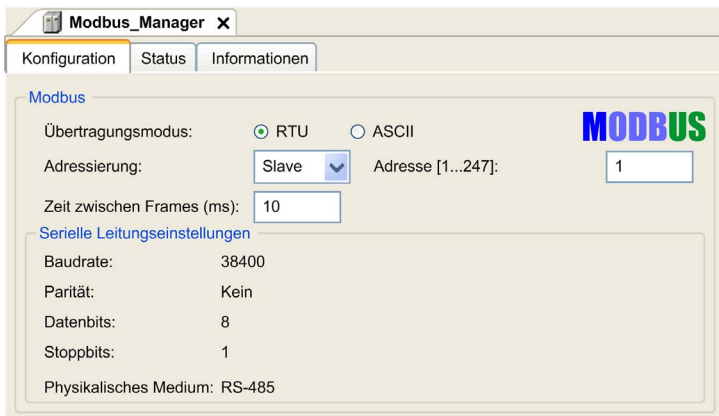 Modbus_Manager X
Konfiguration Status Informationen
Modbus
Übertragungsmodus: RTU ASCII
MODBUS
Adressierung: Slave Adresse [1...247]: 1
Zeit zwischen Frames (ms): 10
Serielle Leitungseinstellungen
Baudrate: 38400
Parität: Kein
Datenbits: 8
Stoppbits: 1
Physikalisches Medium: RS-485